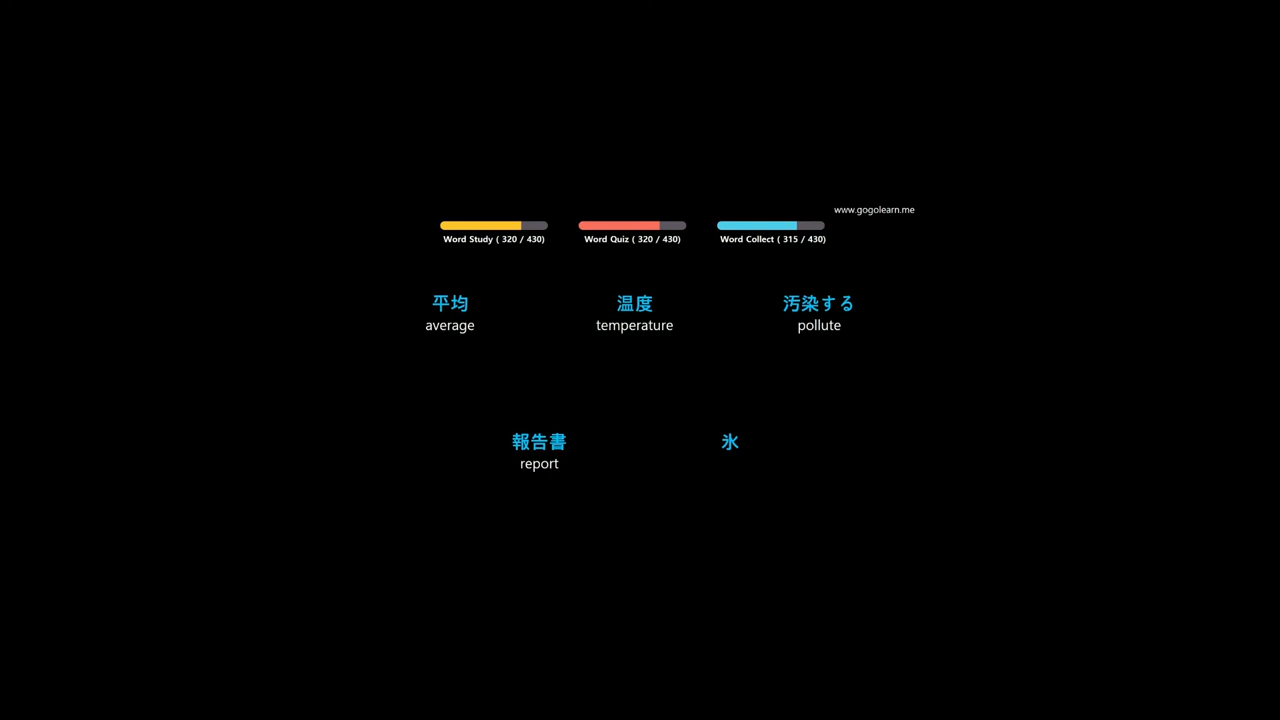 www.gogolearn.me
Word Study ( 320 / 430)
Word Quiz ( 320 / 430)
Word Collect ( 315 / 430)
平均
average
温度
temperature
汚染する
pollute
報告書
report
氷